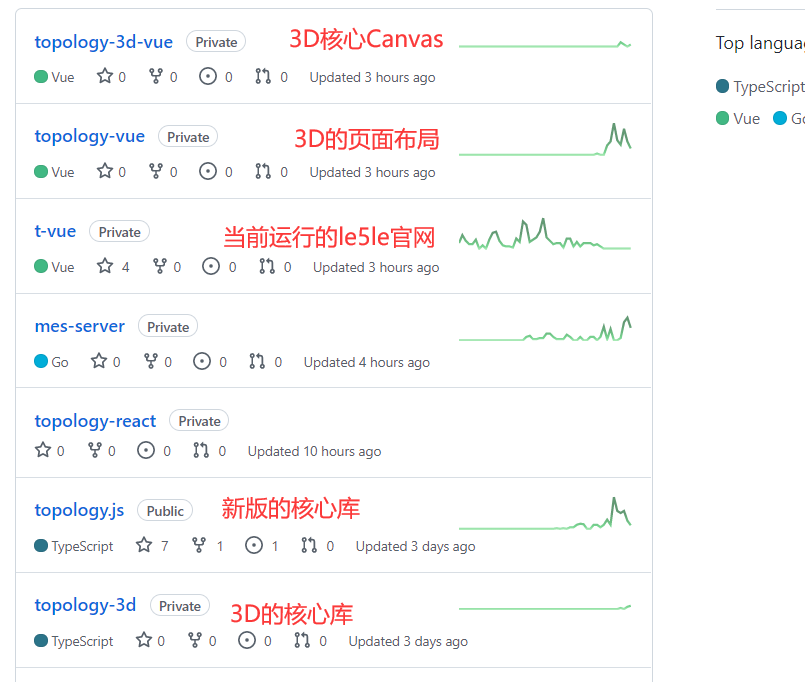 topology-3d-vue Private 3D核心Canvas
Vue 0 0 0 0 Updated 3 hours ago
topology-vue Private 3D的页面布局
Vue 0 0 0 0 Updated 3 hours ago
t-vue Private 当前运行的le5le官网
Vue 4 0 0 0 Updated 3 hours ago
mes-server Private
Go 0 0 0 0 Updated 4 hours ago
topology-react Private
0 0 0 0 Updated 10 hours ago
topology.js Public 新版的核心库
TypeScript 7 1 1 0 Updated 3 days ago
topology-3d Private 3D的核心库
TypeScript 0 0 0 0 Updated 3 days ago
Top langua
TypeScript
Vue Go